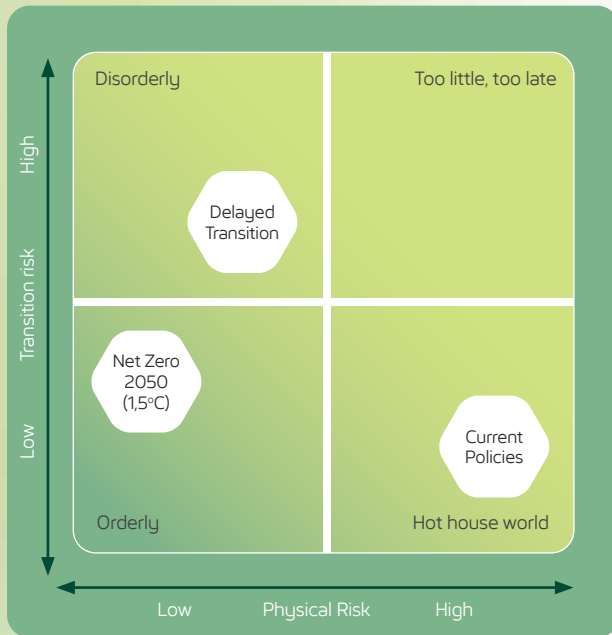 Disorderly
Too little, too late
Delayed
Transition
High
Transition risk
Low
Net Zero
2050
(1,5°C)
Current
Policies
Orderly
Hot house world
Low
Physical Risk
High